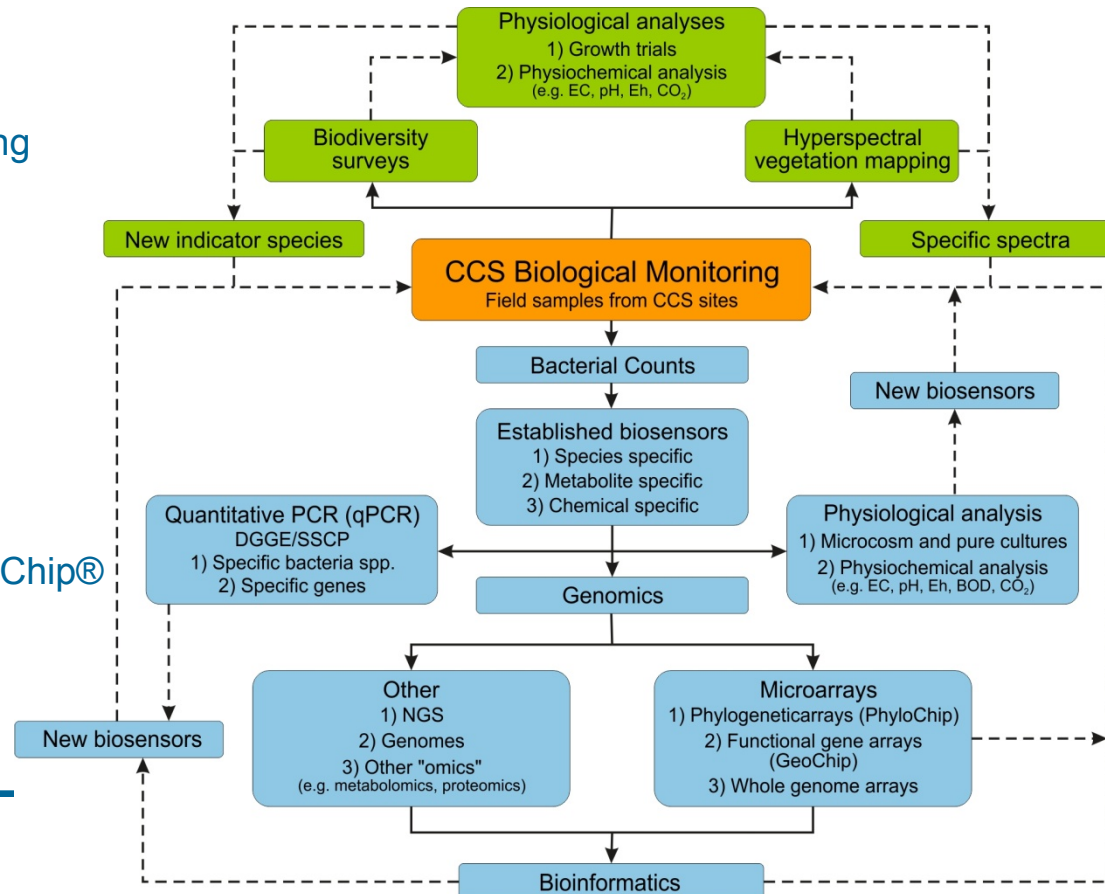 Physiological analyses
1) Growth trials
2) Physiochemical analysis
(e.g. EC, pH, Eh, CO₂)
ng
Biodiversity
surveys
Hyperspectral
vegetation mapping
New indicator species
Specific spectra
CCS Biological Monitoring
Field samples from CCS sites
Bacterial Counts
New biosensors
Established biosensors
1) Species specific
2) Metabolite specific
3) Chemical specific
Quantitative PCR (qPCR)
DGGE/SSCP
1) Specific bacteria spp.
2) Specific genes
Physiological analysis
1) Microcosm and pure cultures
2) Physiochemical analysis
(e.g. EC, pH, Eh, BOD, CO₂)
Chip®
Genomics
Other
1) NGS
2) Genomes
3) Other "omics"
(e.g. metabolomics, proteomics)
Microarrays
1) Phylogeneticarrays (PhyloChip)
2) Functional gene arrays
(GeoChip)
3) Whole genome arrays
New biosensors
Bioinformatics